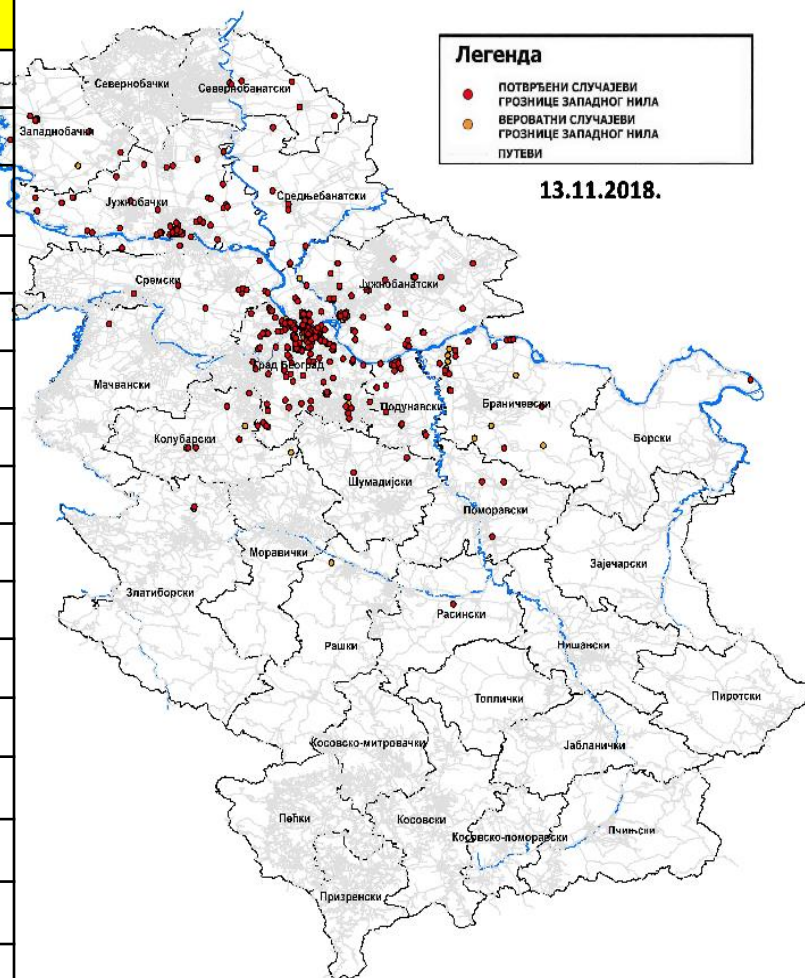 Легенда
ПОТВРЂЕНИ СЛУЧАЈЕВИ
ГРОЗНИЦЕ ЗАПАДНОГ НИЛА
ВЕРОВАТНИ СЛУЧАЈЕВИ
ГРОЗНИЦЕ ЗАПАДНОГ НИЛА
ПУТЕВИ
13.11.2018.
Севернобачки
Севернобанатски
Западнобачки
Јужнобачки
Средњебанатски
Сремски
Јужнобанатски
Град Београд
Мачвански
Подунавски
Браничевски
Колубарски
Борски
Шумадијски
Поморавски
Моравички
Зајечарски
Златиборски
Расински
Рашки
Нишавски
Топлички
Пиротски
Косовско-митровачки
Јабланички
Пећки
Косовски
Косовско-поморавски
Пчињски
Призренски